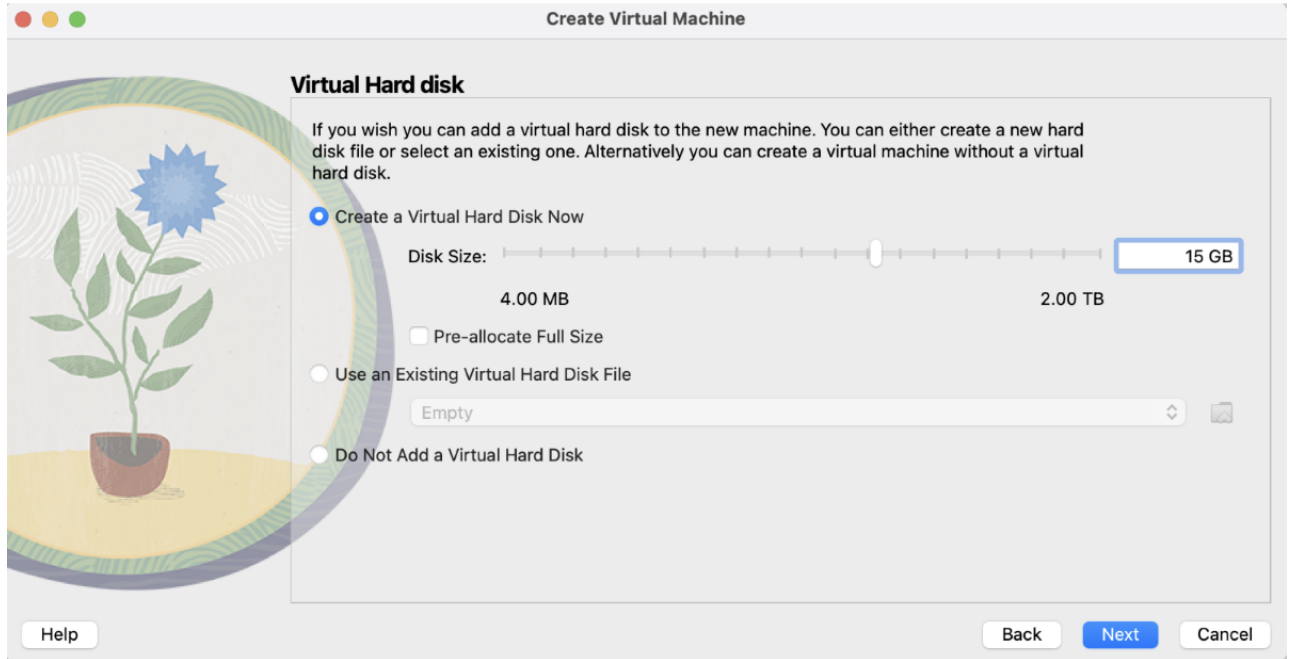 Create Virtual Machine
Virtual Hard disk
If you wish you can add a virtual hard disk to the new machine. You can either create a new hard
disk file or select an existing one. Alternatively you can create a virtual machine without a virtual
hard disk.
Create a Virtual Hard Disk Now
Disk Size: 15 GB
4.00 MB 2.00 TB
Pre-allocate Full Size
Use an Existing Virtual Hard Disk File
Empty
Do Not Add a Virtual Hard Disk
Help Back Next Cancel